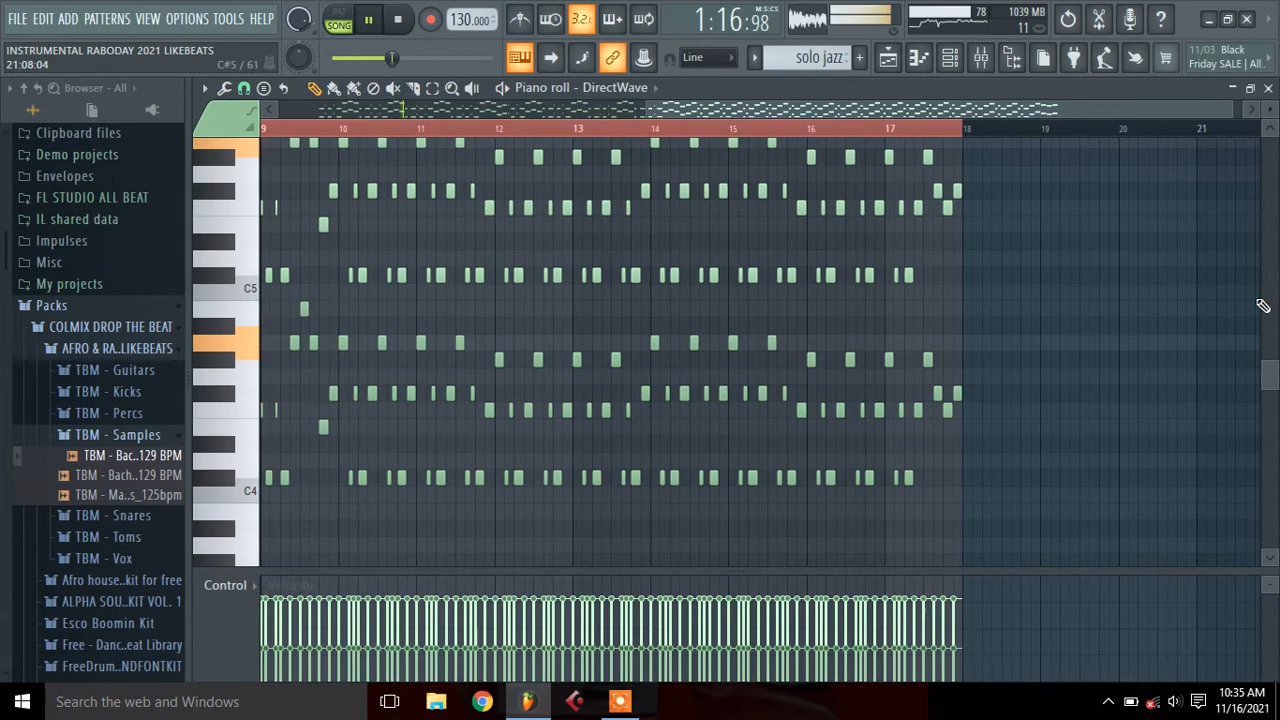 FILE EDIT ADD PATTERNS VIEW OPTIONS TOOLS HELP
PAT
SONG
130.000
3.2
1:16:98
M:S:CS
78
1039 MB
11
INSTRUMENTAL RABODAY 2021 LIKEBEATS
21:08:04
C#5 / 61
Line
solo jazz
11/03 Black
Friday SALE | All..
Browser - All
Piano roll - DirectWave
9 10 11 12 13 14 15 16 17 18 19 20 21
Clipboard files
Demo projects
Envelopes
FL STUDIO ALL BEAT
IL shared data
Impulses
Misc
My projects
Packs
COLMIX DROP THE BEAT
AFRO & RA..LIKEBEATS
TBM - Guitars
TBM - Kicks
TBM - Percs
TBM - Samples
TBM - Bac..129 BPM
TBM - Bach..129 BPM
TBM - Ma..s_125bpm
TBM - Snares
TBM - Toms
TBM - Vox
Afro house..kit for free
ALPHA SOU..KIT VOL. 1
Esco Boomin Kit
Free - Danc..eat Library
FreeDrum..NDFONTKIT
C5
C4
Control
Velocity
Search the web and Windows
10:35 AM
11/16/2021